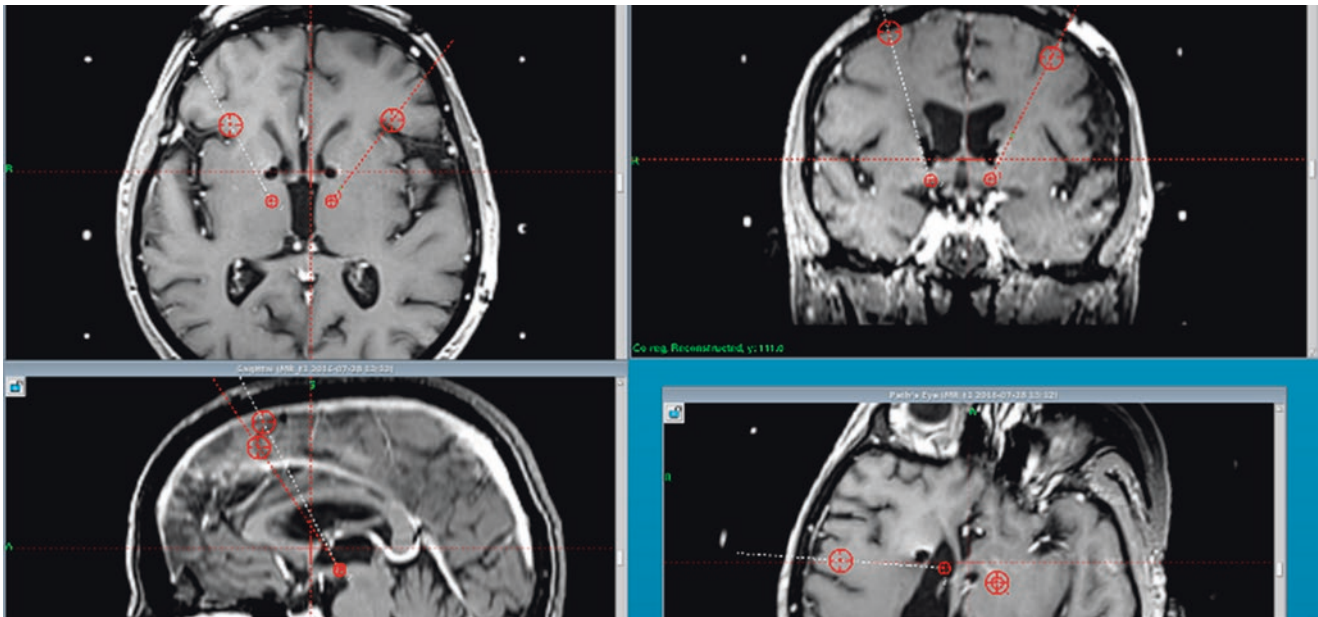 R
R
Co-reg, Reconstructed, y: 111.0
Sagittal (MR #1 2016-07-28 13:32)
S
A
Path's Eye (MR #1 2016-07-28 13:32)
R